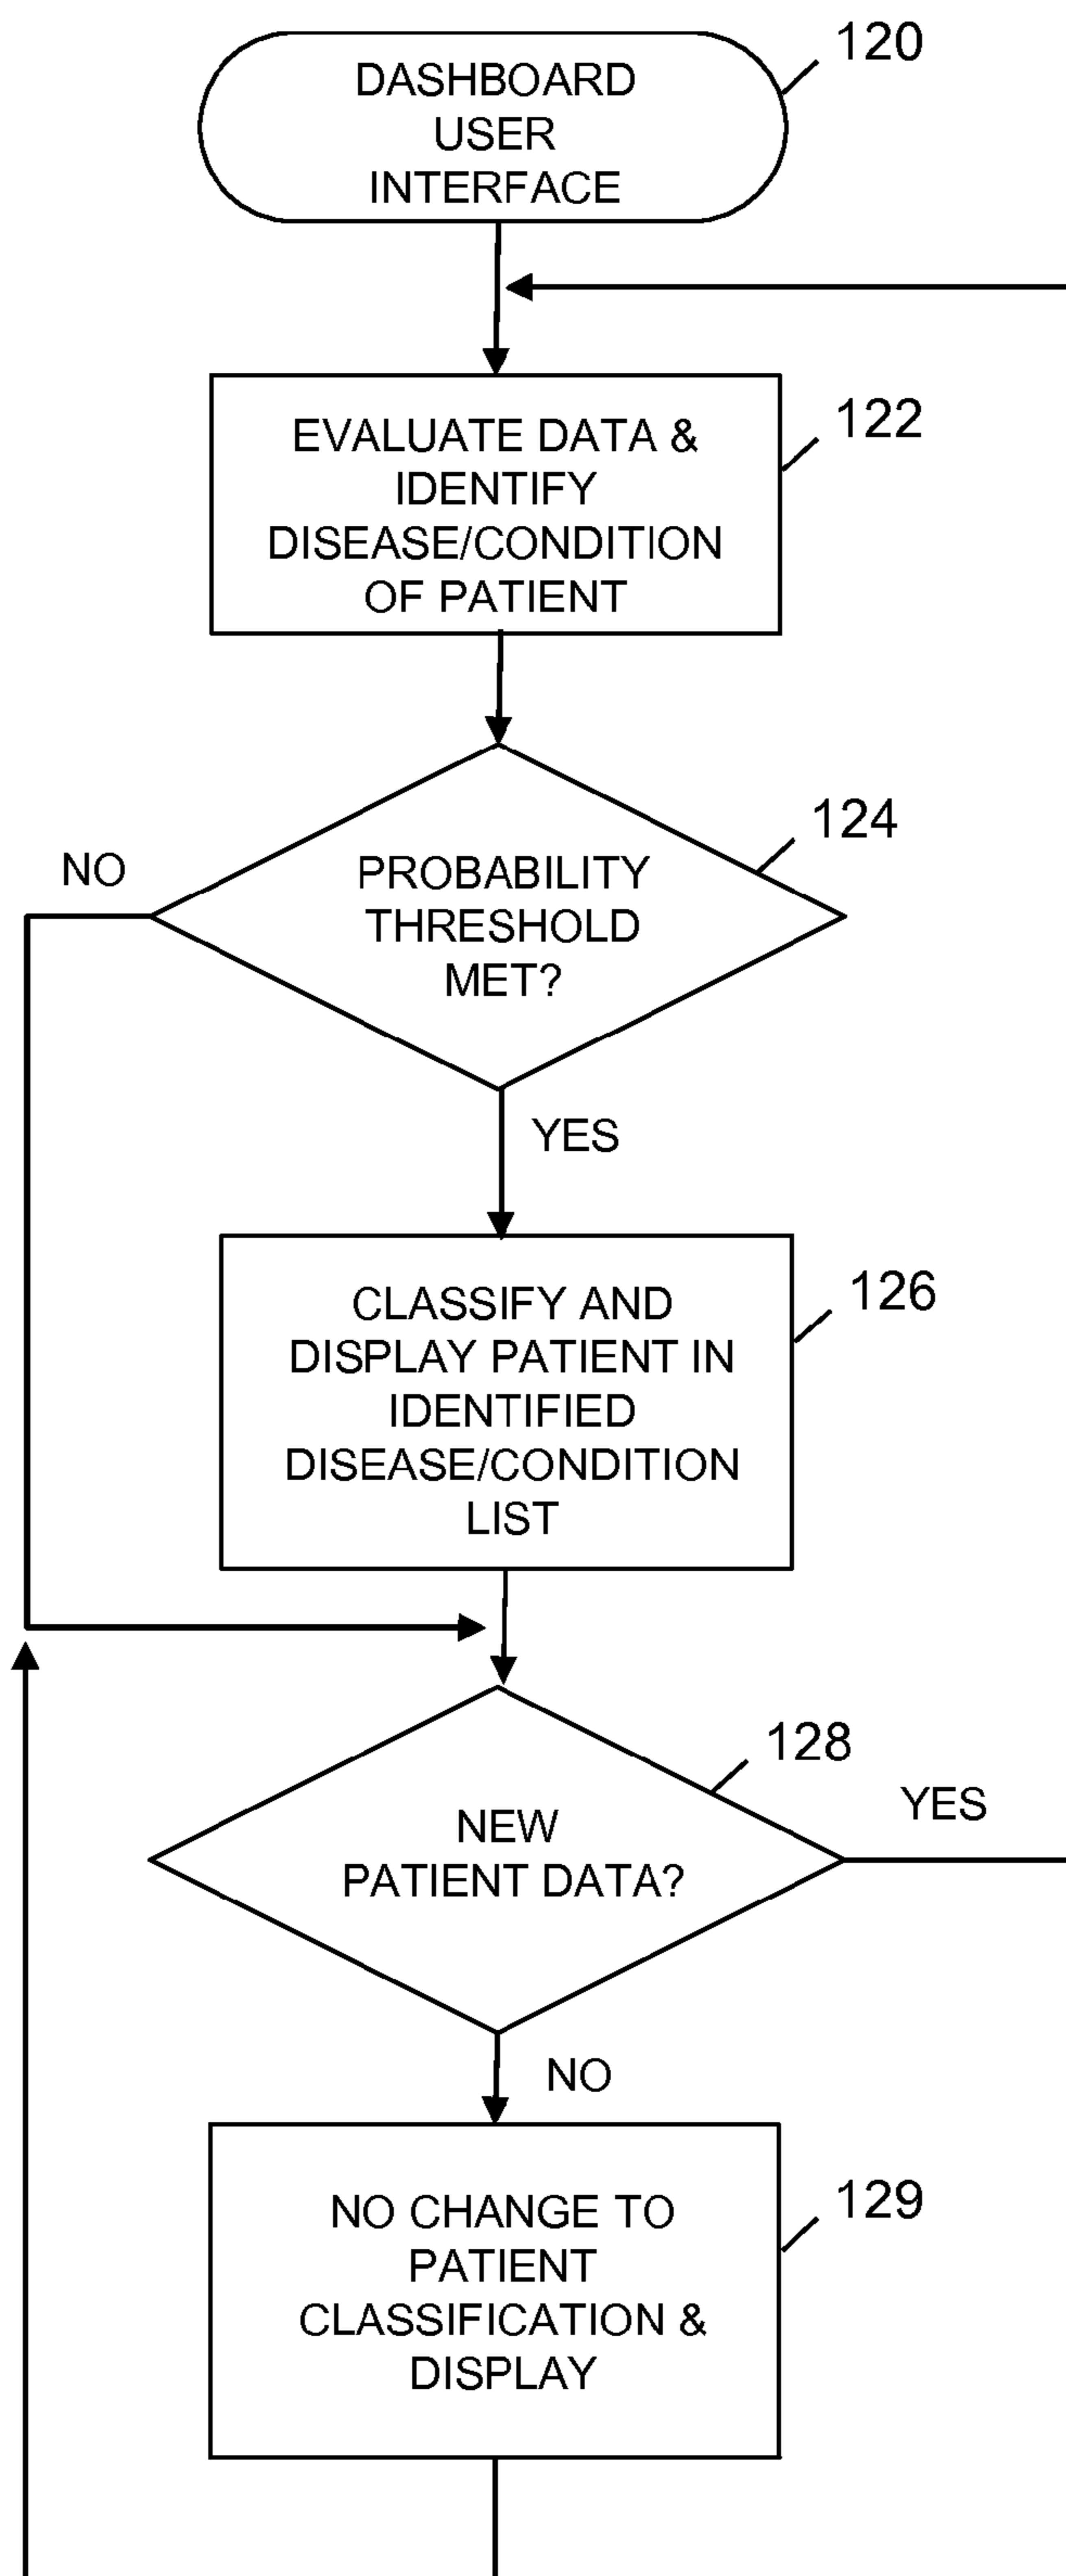 120
DASHBOARD
USER
INTERFACE
122
EVALUATE DATA &
IDENTIFY
DISEASE/CONDITION
OF PATIENT
124
NO
PROBABILITY
THRESHOLD
MET?
YES
126
CLASSIFY AND
DISPLAY PATIENT IN
IDENTIFIED
DISEASE/CONDITION
LIST
128
YES
NEW
PATIENT DATA?
NO
129
NO CHANGE TO
PATIENT
CLASSIFICATION &
DISPLAY